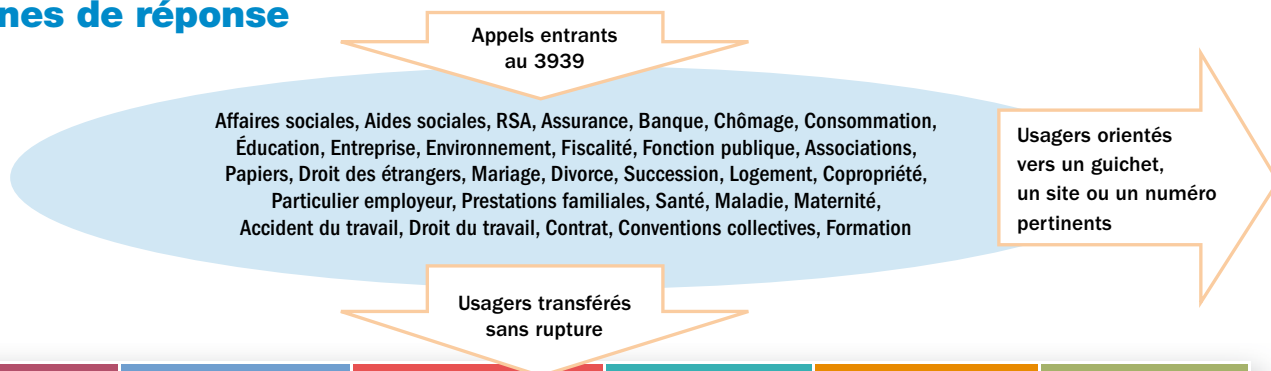 nes de réponse
Appels entrants
au 3939
Affaires sociales, Aides sociales, RSA, Assurance, Banque, Chômage, Consommation,
Éducation, Entreprise, Environnement, Fiscalité, Fonction publique, Associations,
Papiers, Droit des étrangers, Mariage, Divorce, Succession, Logement, Copropriété,
Particulier employeur, Prestations familiales, Santé, Maladie, Maternité,
Accident du travail, Droit du travail, Contrat, Conventions collectives, Formation
Usagers orientés
vers un guichet,
un site ou un numéro
pertinents
Usagers transférés
sans rupture